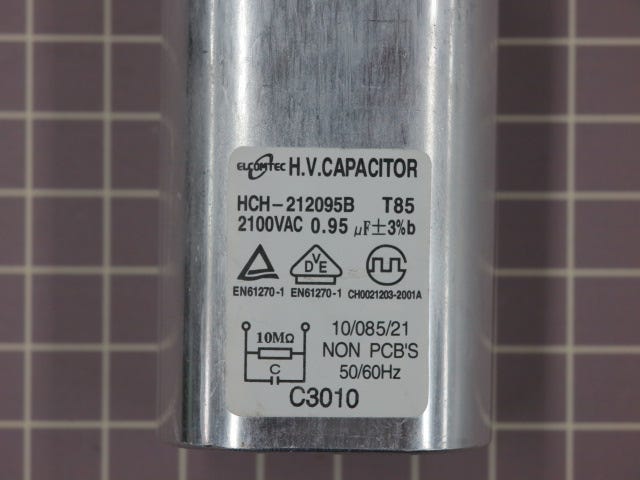 ELCOMTEC H.V.CAPACITOR
HCH-212095B T85
2100VAC 0.95 μF±3%b
DVE
EN61270-1 EN61270-1 CH0021203-2001A
10/085/21
10MΩ
NON PCB'S
C
50/60Hz
C3010